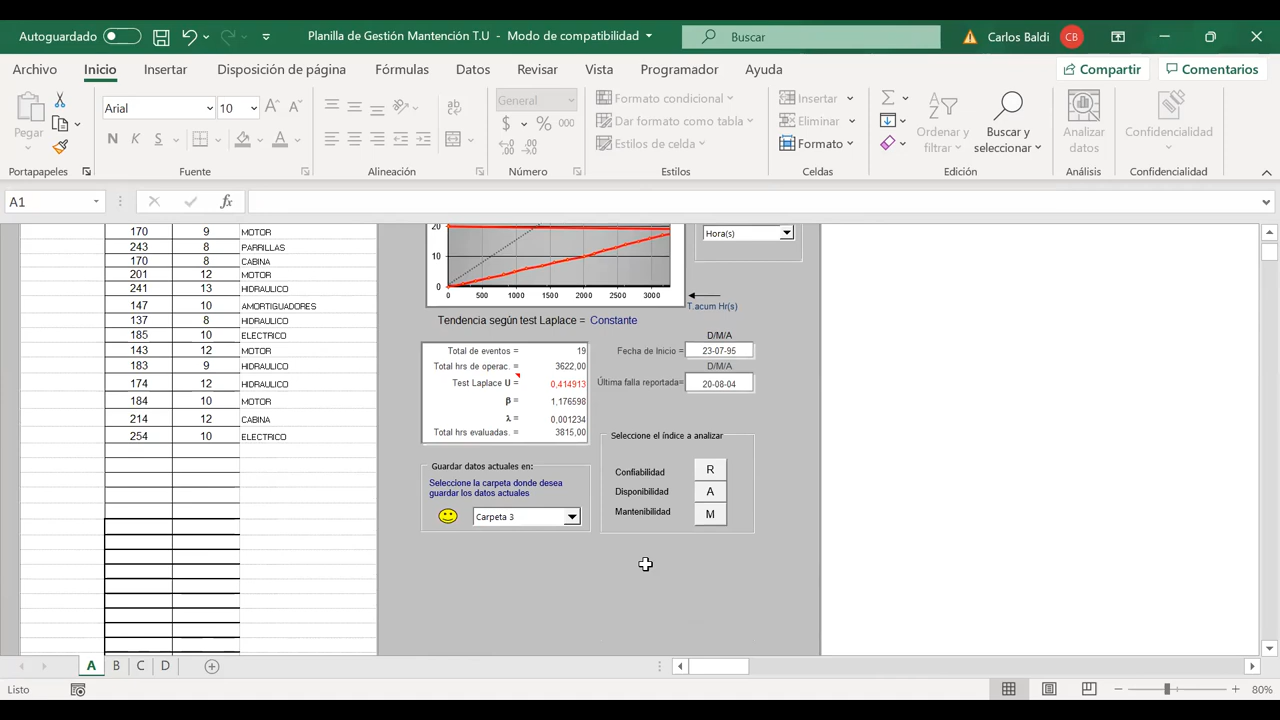 Autoguardado
Planilla de Gestión Mantención T.U - Modo de compatibilidad
Buscar
Carlos Baldi
CB
Archivo Inicio Insertar Disposición de página Fórmulas Datos Revisar Vista Programador Ayuda
Compartir
Comentarios
Pegar
Arial
10
N K S
A
General
$ % 000
Formato condicional
Dar formato como tabla
Estilos de celda
Insertar
Eliminar
Formato
Ordenar y filtrar
Buscar y seleccionar
Analizar datos
Confidencialidad
Portapapeles Fuente Alineación Número Estilos Celdas Edición Análisis Confidencialidad
A1
fx
170 9 MOTOR
243 8 PARRILLAS
170 8 CABINA
201 12 MOTOR
241 13 HIDRAULICO
147 10 AMORTIGUADORES
137 8 HIDRAULICO
185 10 ELECTRICO
143 12 MOTOR
183 9 HIDRAULICO
174 12 HIDRAULICO
184 10 MOTOR
214 12 CABINA
254 10 ELECTRICO
20
10
0
0 500 1000 1500 2000 2500 3000
Hora(s)
T.acum Hr(s)
Tendencia según test Laplace = Constante
Total de eventos = 19
Total hrs de operac. = 3622,00
Test Laplace U = 0,414913
β = 1,176598
λ = 0,001234
Total hrs evaluadas. = 3815,00
D/M/A
Fecha de Inicio = 23-07-95
D/M/A
Última falla reportada= 20-08-04
Guardar datos actuales en:
Seleccione la carpeta donde desea
guardar los datos actuales
Carpeta 3
Seleccione el índice a analizar
Confiabilidad R
Disponibilidad A
Mantenibilidad M
A B C D
Listo
80%